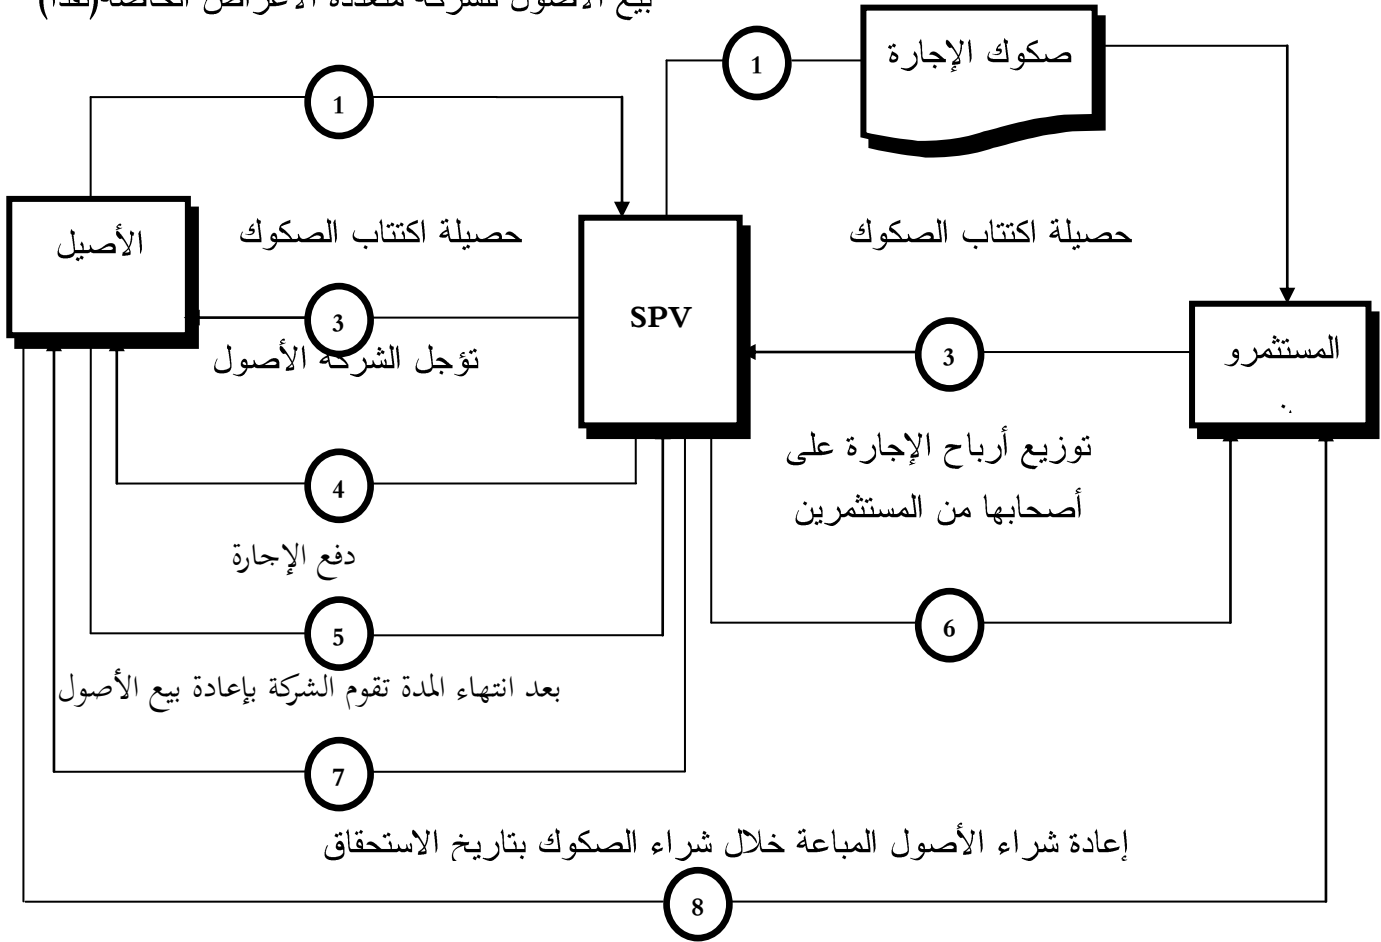 بيع الأصول لشركة متعددة الأغراض الخاصة (نقدا)
صكوك الإجارة
1
1
الأصيل
حصيلة اكتتاب الصكوك
حصيلة اكتتاب الصكوك
SPV
3
3
المستثمرو
ن
تؤجل الشركة الأصول
توزيع أرباح الإجارة على
أصحابها من المستثمرين
4
دفع الإجارة
5
6
بعد انتهاء المدة تقوم الشركة بإعادة بيع الأصول
7
إعادة شراء الأصول المباعة خلال شراء الصكوك بتاريخ الاستحقاق
8